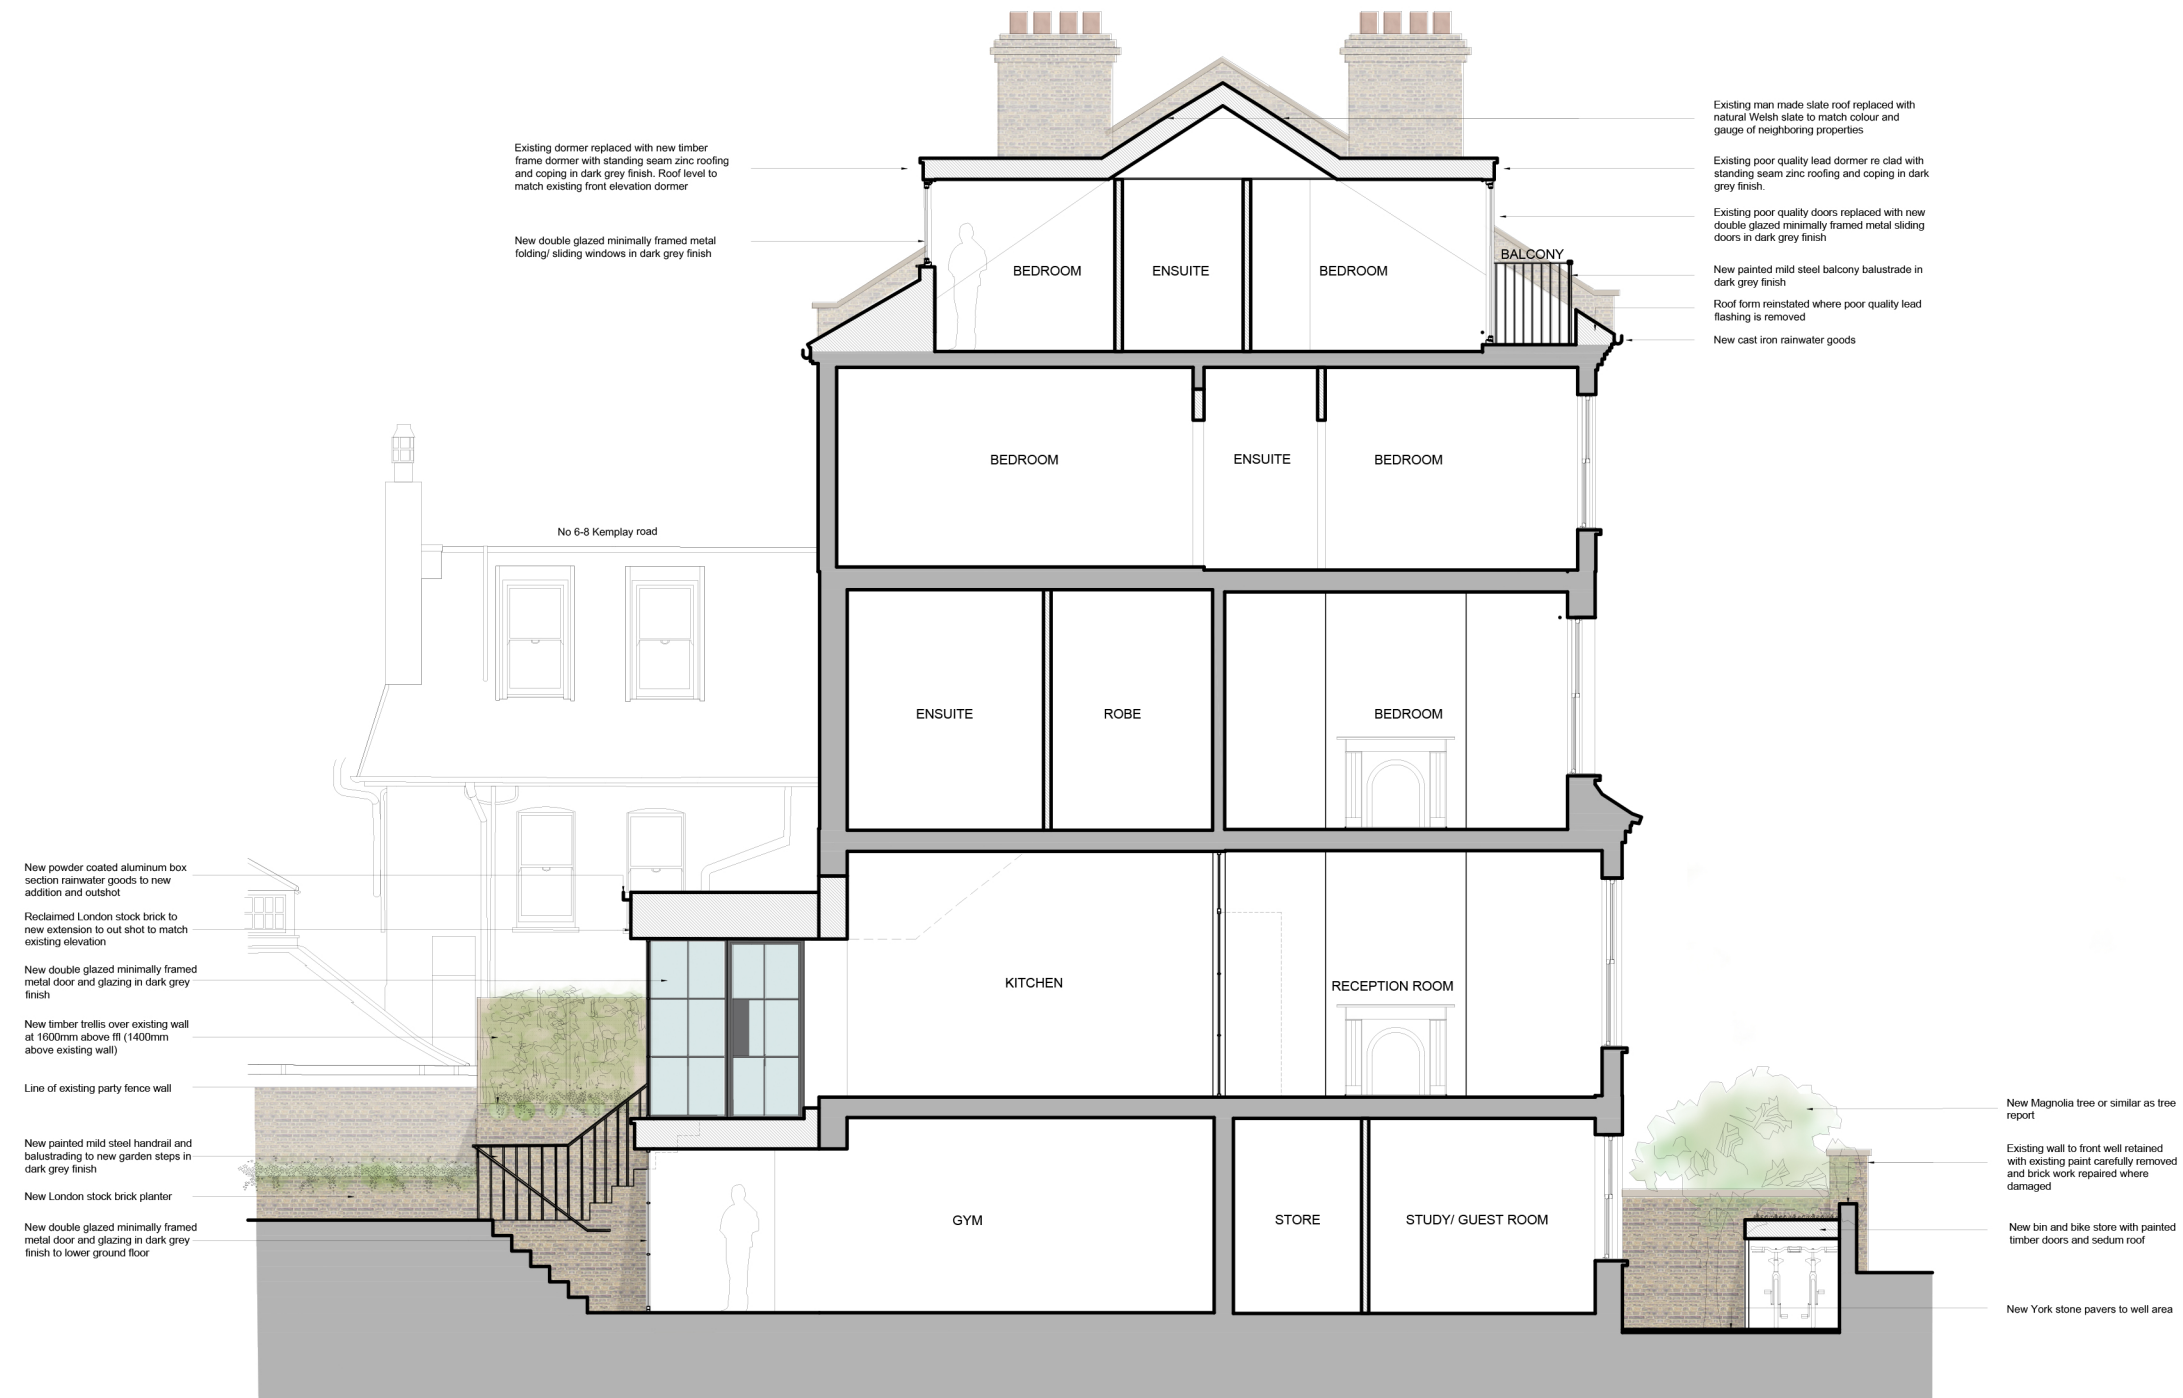 Existing dormer replaced with new timber
frame dormer with standing seam zinc roofing
and coping in dark grey finish. Roof level to
match existing front elevation dormer
New double glazed minimally framed metal
folding/ sliding windows in dark grey finish
Existing man made slate roof replaced with
natural Welsh slate to match colour and
gauge of neighboring properties
Existing poor quality lead dormer re clad with
standing seam zinc roofing and coping in dark
grey finish.
Existing poor quality doors replaced with new
double glazed minimally framed metal sliding
doors in dark grey finish
New painted mild steel balcony balustrade in
dark grey finish
Roof form reinstated where poor quality lead
flashing is removed
New cast iron rainwater goods
BALCONY
BEDROOM
ENSUITE
BEDROOM
BEDROOM
ENSUITE
BEDROOM
No 6-8 Kemplay road
ENSUITE
ROBE
BEDROOM
KITCHEN
RECEPTION ROOM
GYM
STORE
STUDY/ GUEST ROOM
New powder coated aluminum box
section rainwater goods to new
addition and outshot
Reclaimed London stock brick to
new extension to out shot to match
existing elevation
New double glazed minimally framed
metal door and glazing in dark grey
finish
New timber trellis over existing wall
at 1600mm above ffl (1400mm
above existing wall)
Line of existing party fence wall
New painted mild steel handrail and
balustrading to new garden steps in
dark grey finish
New London stock brick planter
New double glazed minimally framed
metal door and glazing in dark grey
finish to lower ground floor
New Magnolia tree or similar as tree
report
Existing wall to front well retained
with existing paint carefully removed
and brick work repaired where
damaged
New bin and bike store with painted
timber doors and sedum roof
New York stone pavers to well area